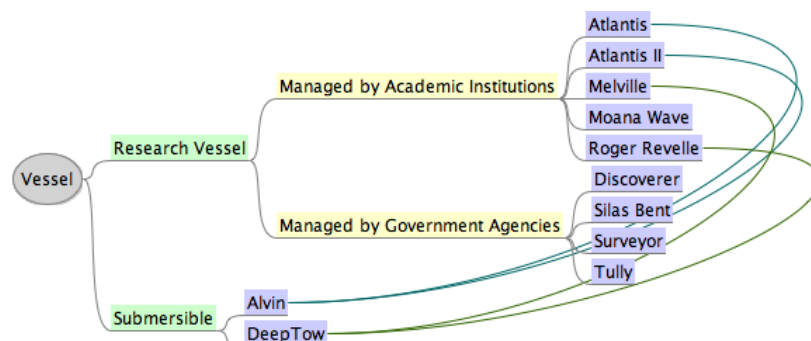 Vessel
Research Vessel
Managed by Academic Institutions
Atlantis
Atlantis II
Melville
Moana Wave
Roger Revelle
Managed by Government Agencies
Discoverer
Silas Bent
Surveyor
Tully
Submersible
Alvin
DeepTow